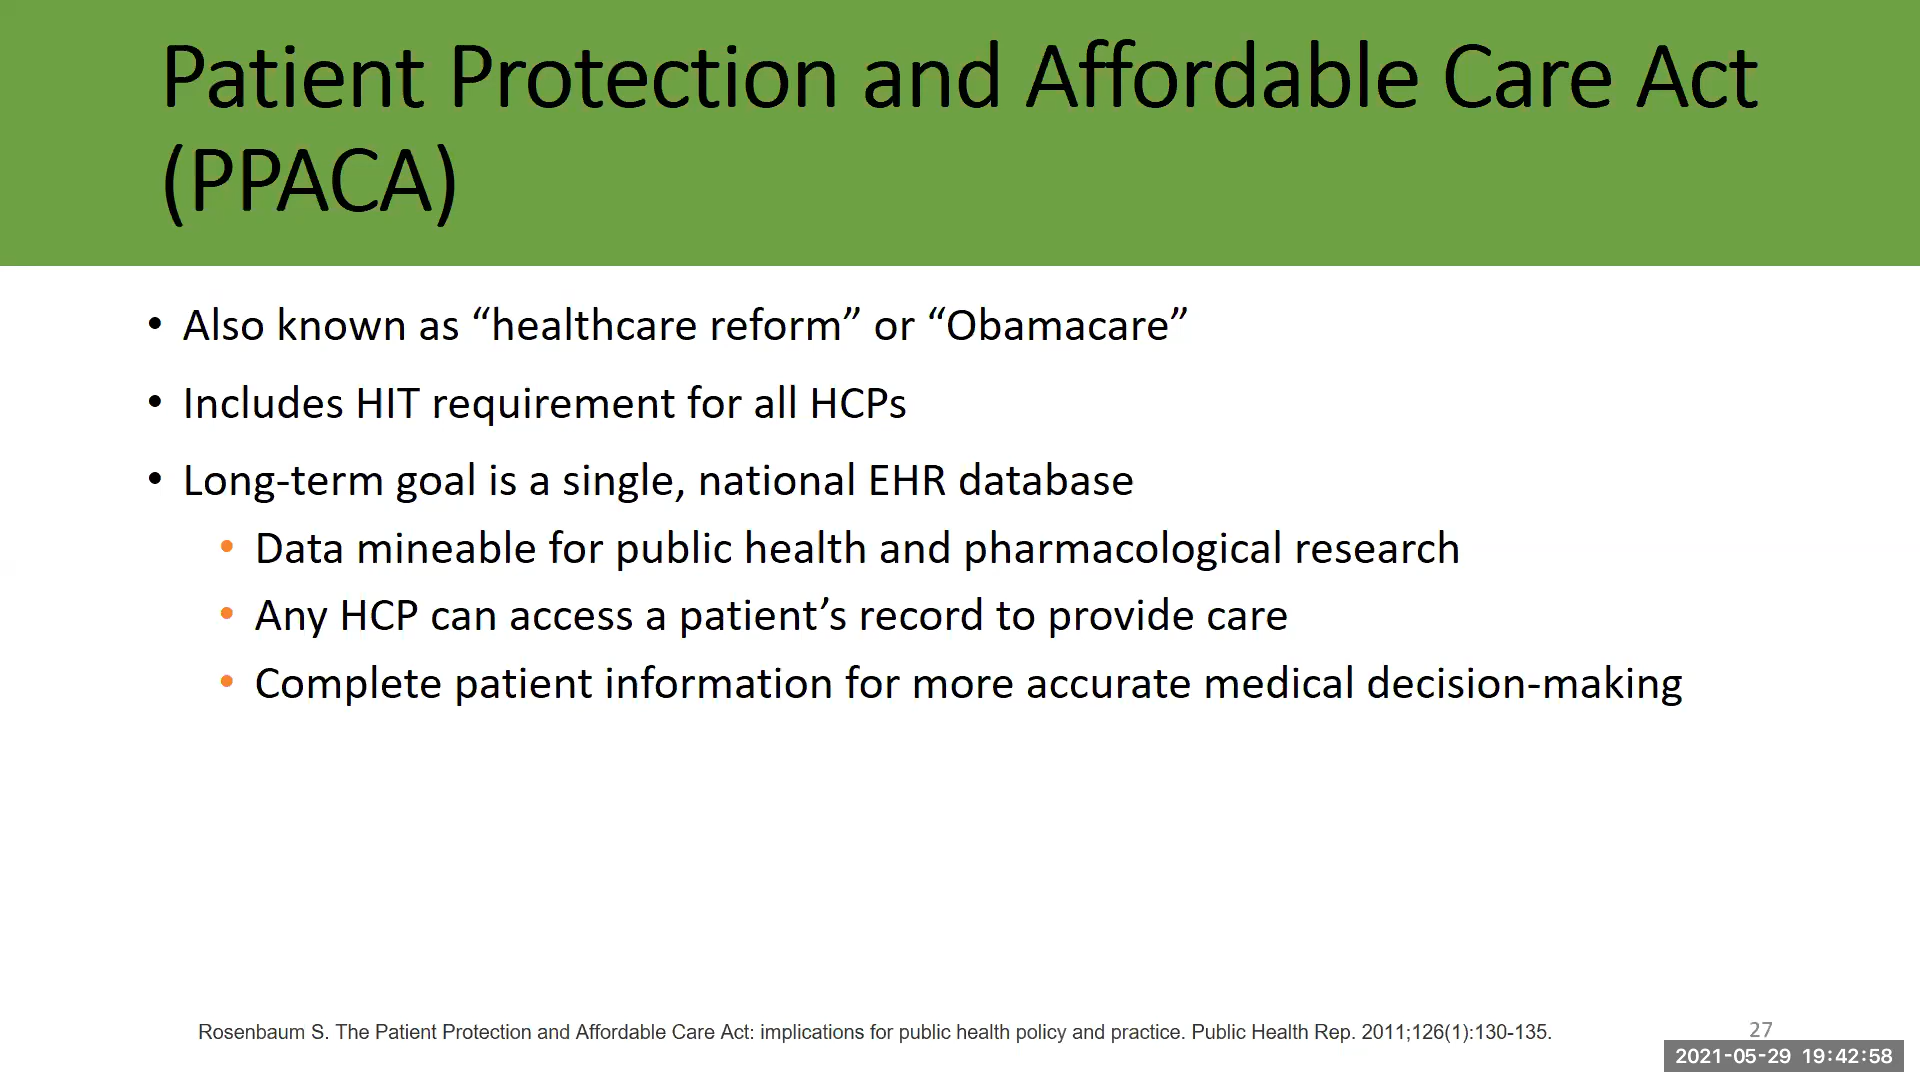 Patient Protection and Affordable Care Act
(PPACA)
• Also known as “healthcare reform” or “Obamacare”
• Includes HIT requirement for all HCPs
• Long-term goal is a single, national EHR database
• Data mineable for public health and pharmacological research
• Any HCP can access a patient’s record to provide care
• Complete patient information for more accurate medical decision-making
Rosenbaum S. The Patient Protection and Affordable Care Act: implications for public health policy and practice. Public Health Rep. 2011;126(1):130-135.
27
2021-05-29 19:42:58